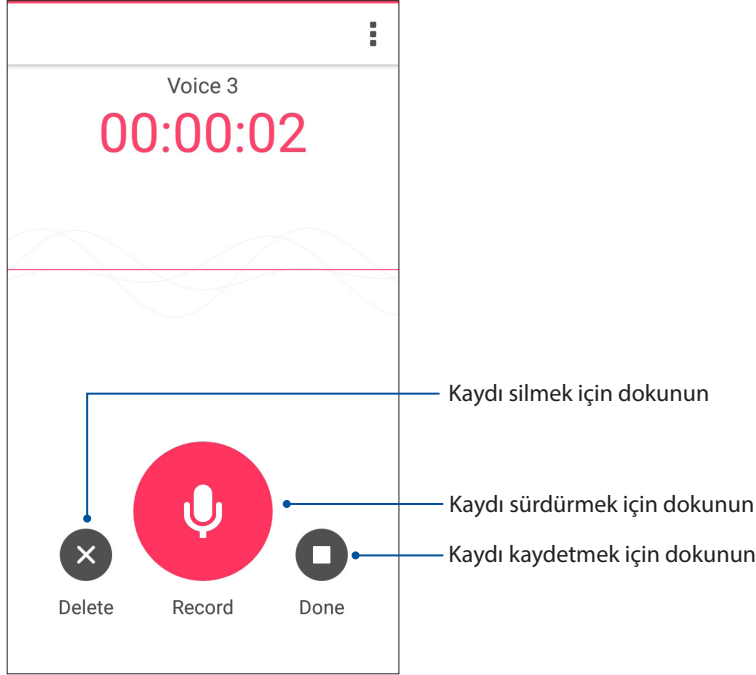 Voice 3
00:00:02
Kaydı silmek için dokunun
Kaydı sürdürmek için dokunun
Kaydı kaydetmek için dokunun
Delete
Record
Done